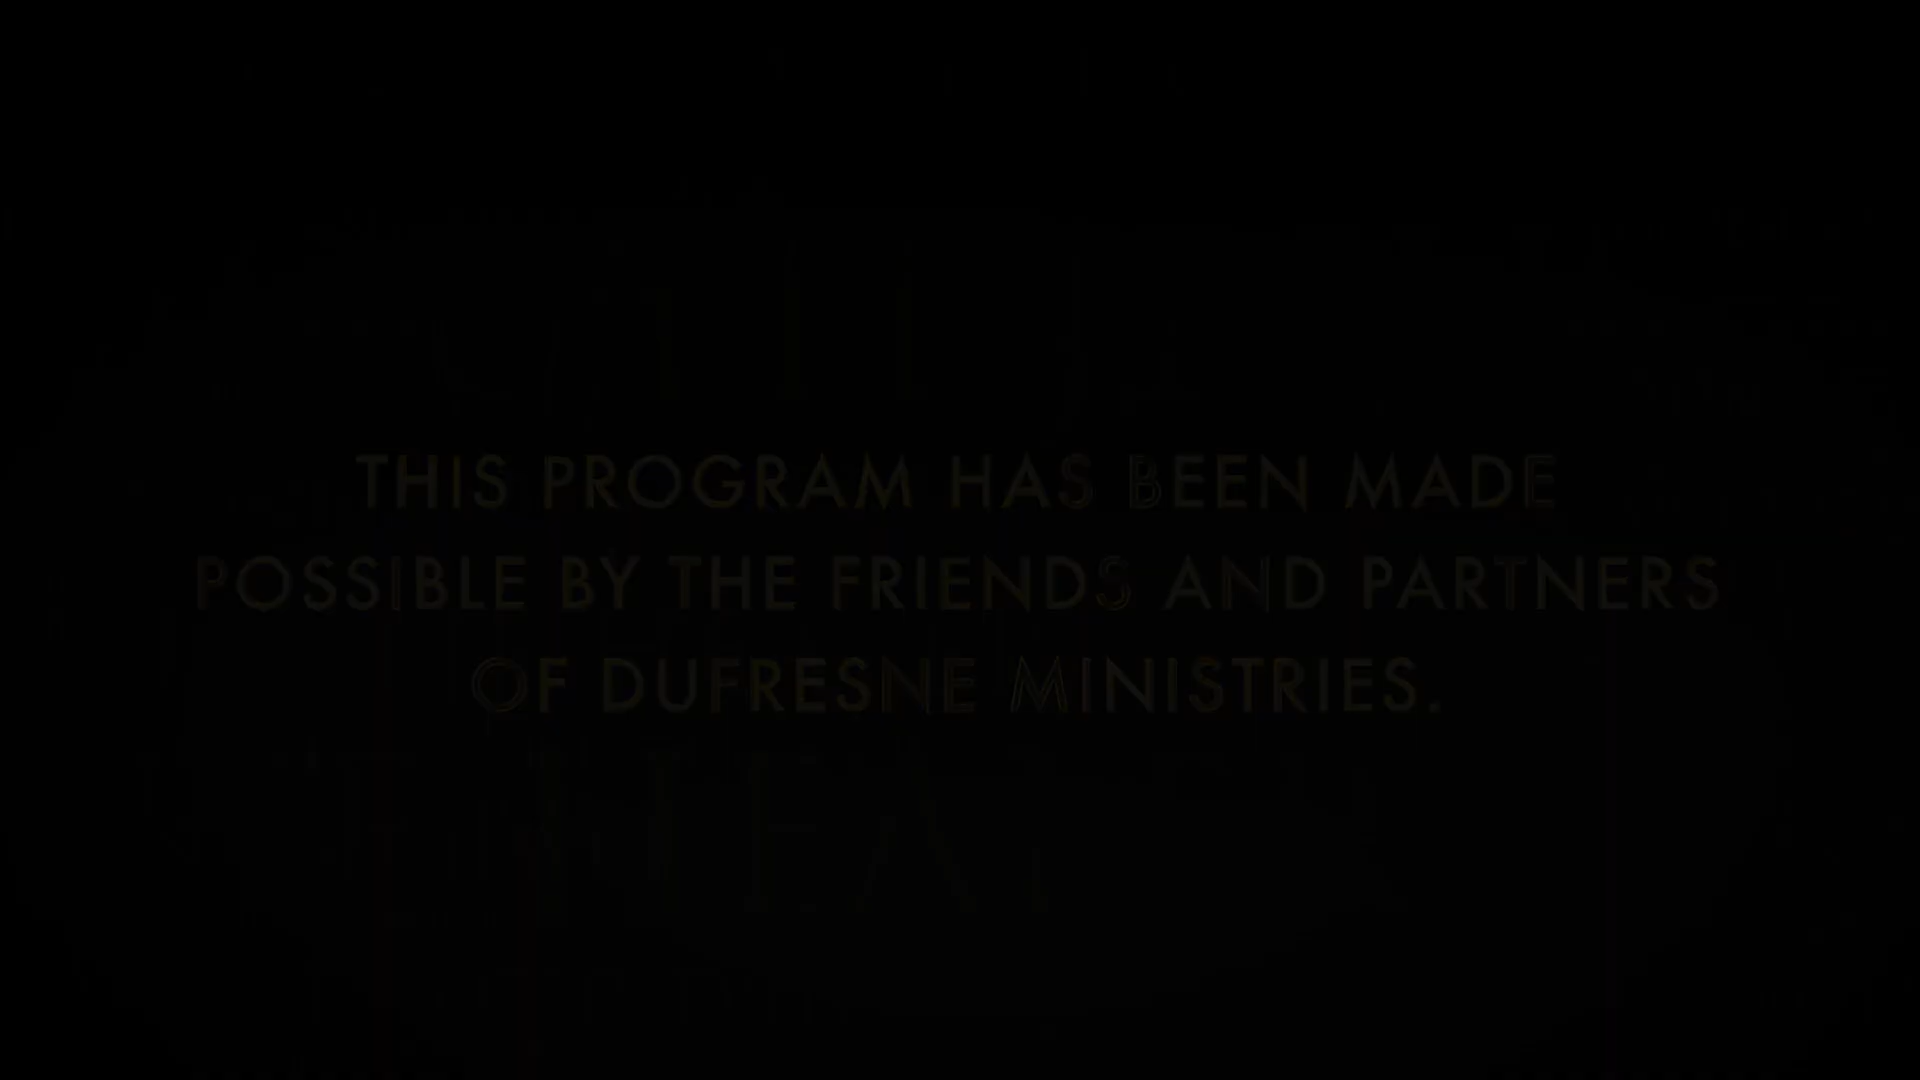 THIS PROGRAM HAS BEEN MADE
POSSIBLE BY THE FRIENDS AND PARTNERS
OF DUFRESNE MINISTRIES.